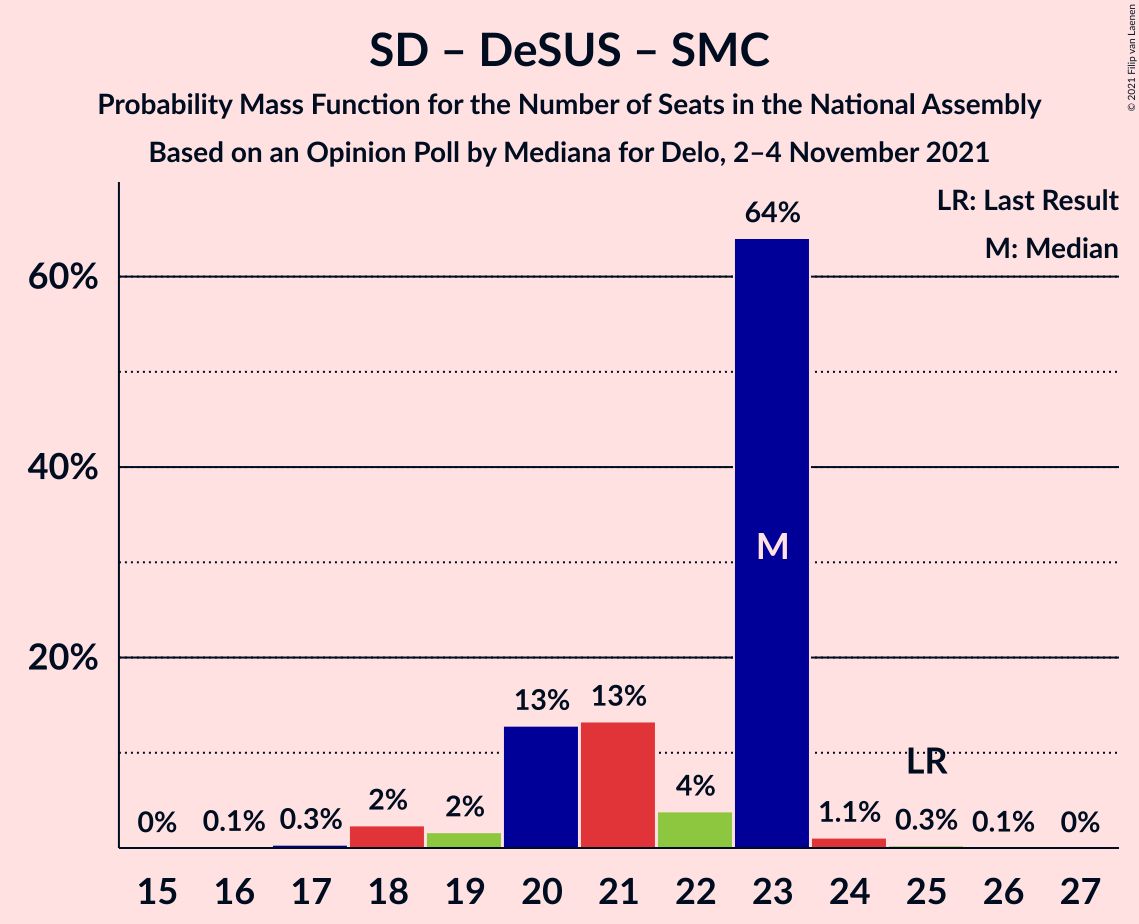 SD – DeSUS – SMC
Probability Mass Function for the Number of Seats in the National Assembly
Based on an Opinion Poll by Mediana for Delo, 2–4 November 2021
© 2021 Filip van Laenen
LR: Last Result
M: Median
60%
40%
20%
0%
0.1%
0.3%
2%
2%
13%
13%
4%
64%
M
1.1%
LR
0.3%
0.1%
0%
15 16 17 18 19 20 21 22 23 24 25 26 27